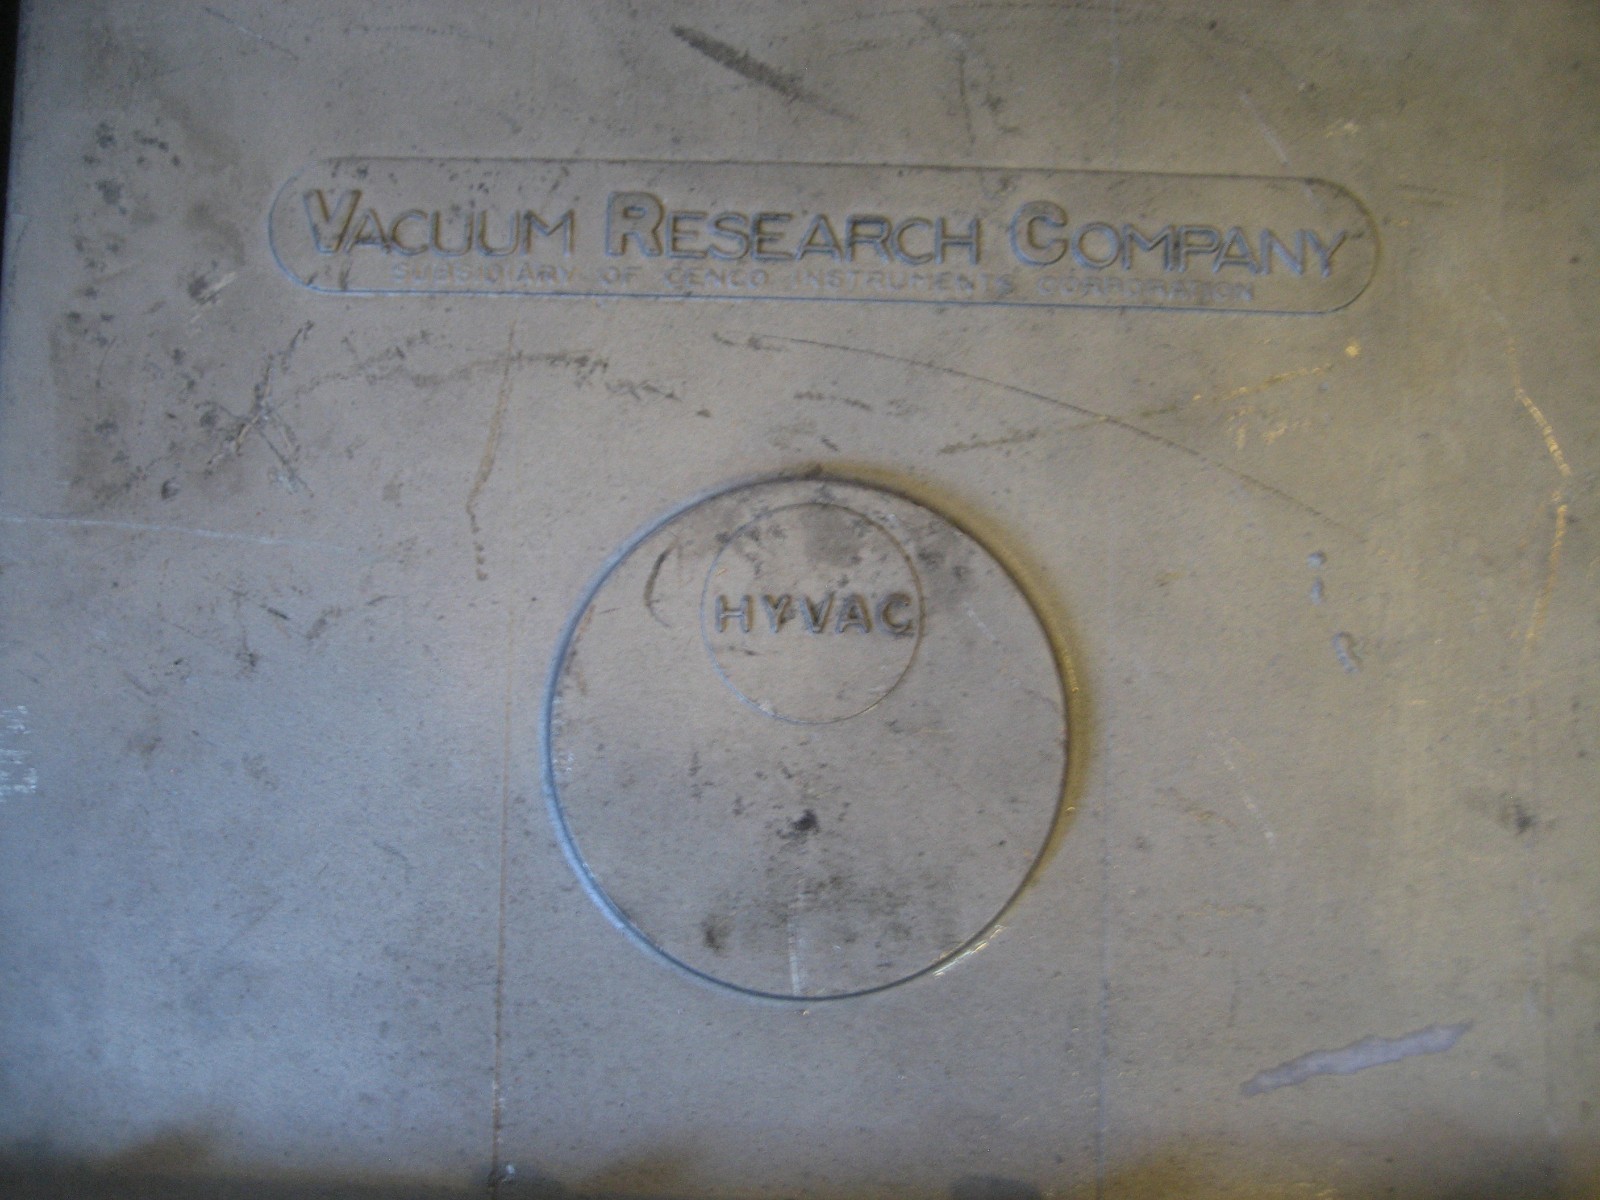 VACUUM RESEARCH COMPANY
SUBSIDIARY OF CENCO INSTRUMENTS CORPORATION
HYVAC